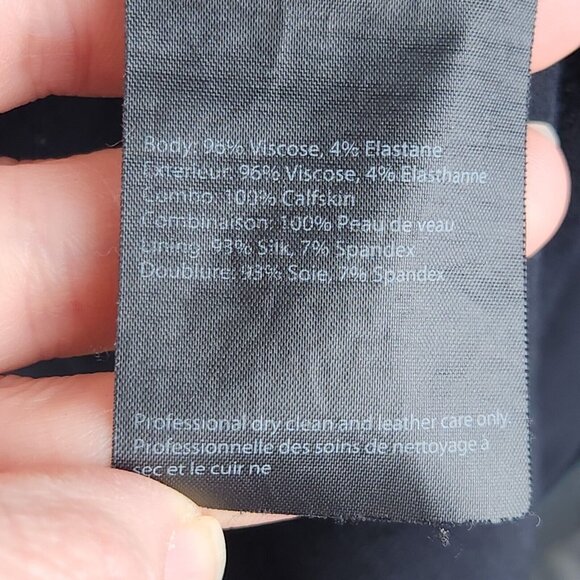 Body: 96% Viscose, 4% Elastane
Exterieur: 96% Viscose, 4% Elasthanne
Combo: 100% Calfskin
Combinaison: 100% Peau de veau
Lining: 93% Silk, 7% Spandex
Doublure: 93% Soie, 7% Spandex
Professional dry clean and leather care only.
Professionnelle des soins de nettoyage à
sec et le cuir ne